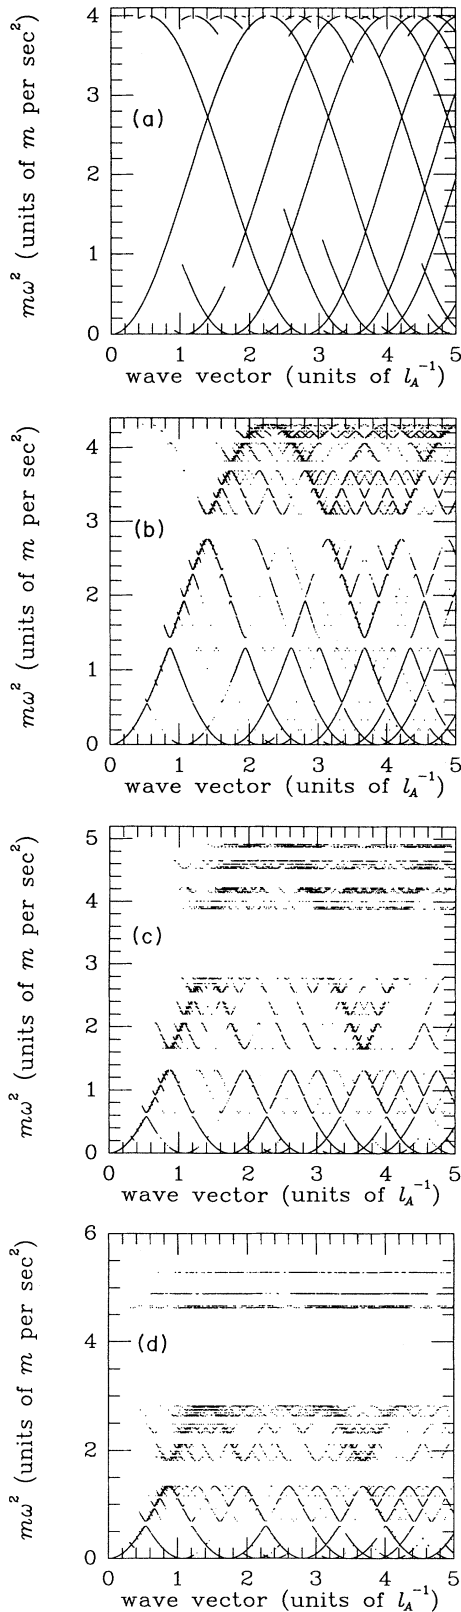 4
3
2
1
0
(a)
mω² (units of m per sec²)
0 1 2 3 4 5
wave vector (units of l_A⁻¹)
4
3
2
1
0
(b)
mω² (units of m per sec²)
0 1 2 3 4 5
wave vector (units of l_A⁻¹)
5
4
3
2
1
0
(c)
mω² (units of m per sec²)
0 1 2 3 4 5
wave vector (units of l_A⁻¹)
6
4
2
0
(d)
mω² (units of m per sec²)
0 1 2 3 4 5
wave vector (units of l_A⁻¹)